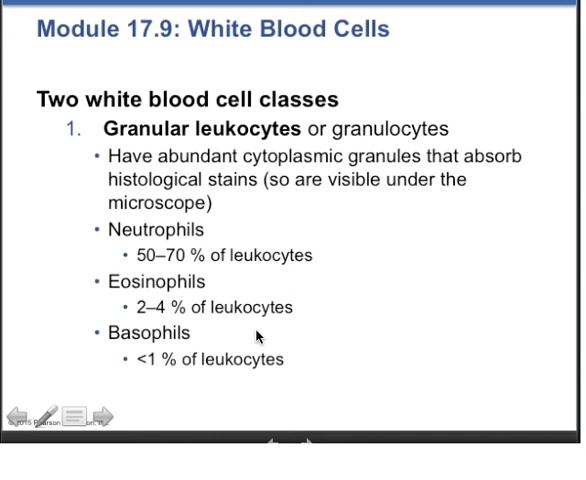 Module 17.9: White Blood Cells
Two white blood cell classes
1. Granular leukocytes or granulocytes
• Have abundant cytoplasmic granules that absorb
histological stains (so are visible under the
microscope)
• Neutrophils
• 50–70 % of leukocytes
• Eosinophils
• 2–4 % of leukocytes
• Basophils
• <1 % of leukocytes
© 2015 Pearson